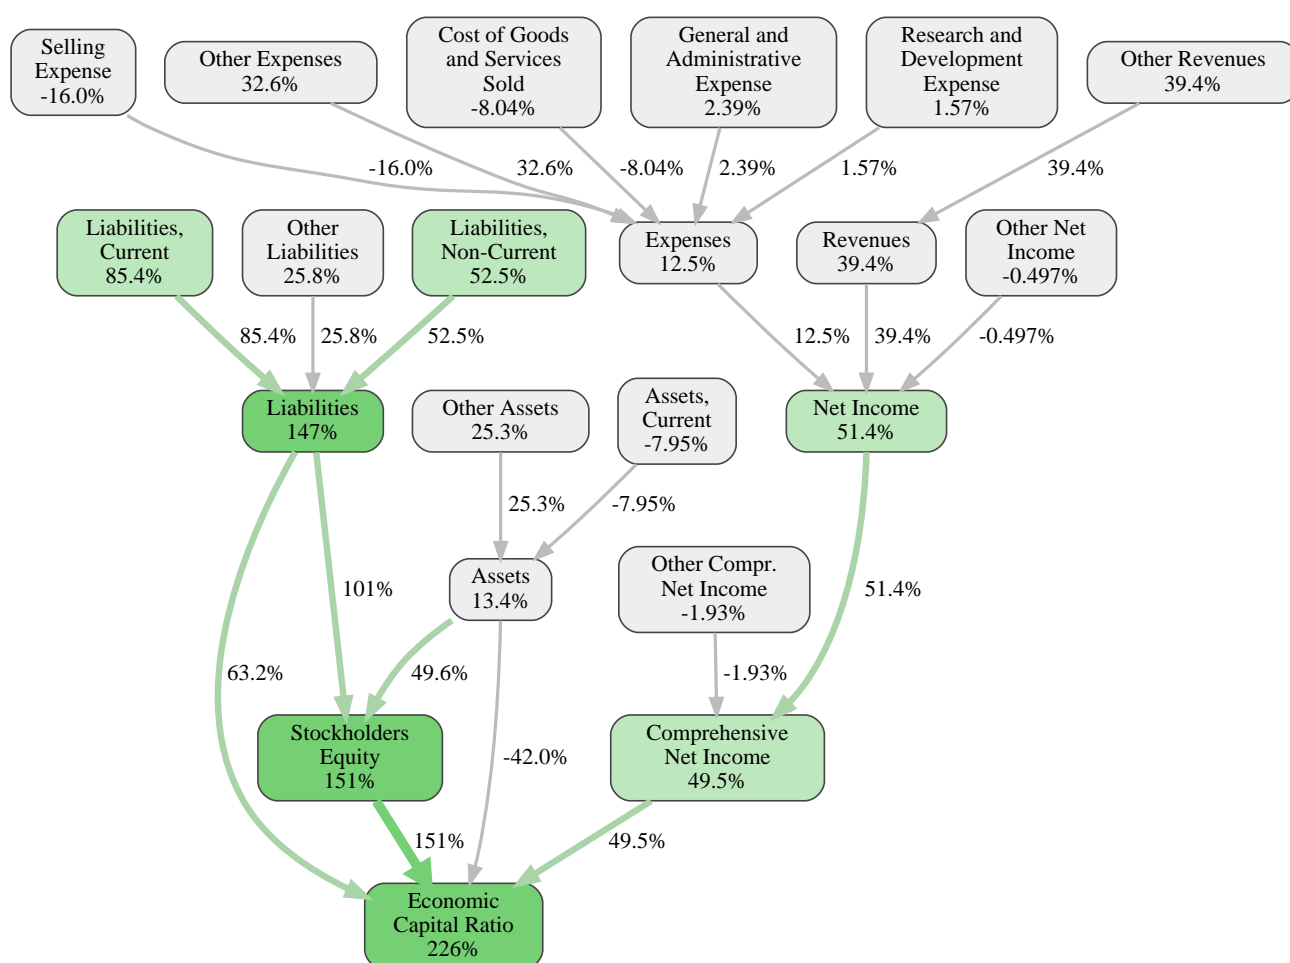 Selling
Expense
-16.0%
Other Expenses
32.6%
Cost of Goods
and Services
Sold
-8.04%
General and
Administrative
Expense
2.39%
Research and
Development
Expense
1.57%
Other Revenues
39.4%
-16.0%
32.6%
-8.04%
2.39%
1.57%
39.4%
Liabilities,
Current
85.4%
Other
Liabilities
25.8%
Liabilities,
Non-Current
52.5%
Expenses
12.5%
Revenues
39.4%
Other Net
Income
-0.497%
85.4%
25.8%
52.5%
12.5%
39.4%
-0.497%
Liabilities
147%
Other Assets
25.3%
Assets,
Current
-7.95%
Net Income
51.4%
25.3%
-7.95%
Assets
13.4%
Other Compr.
Net Income
-1.93%
101%
51.4%
63.2%
49.6%
-1.93%
Stockholders
Equity
151%
-42.0%
Comprehensive
Net Income
49.5%
151%
49.5%
Economic
Capital Ratio
226%